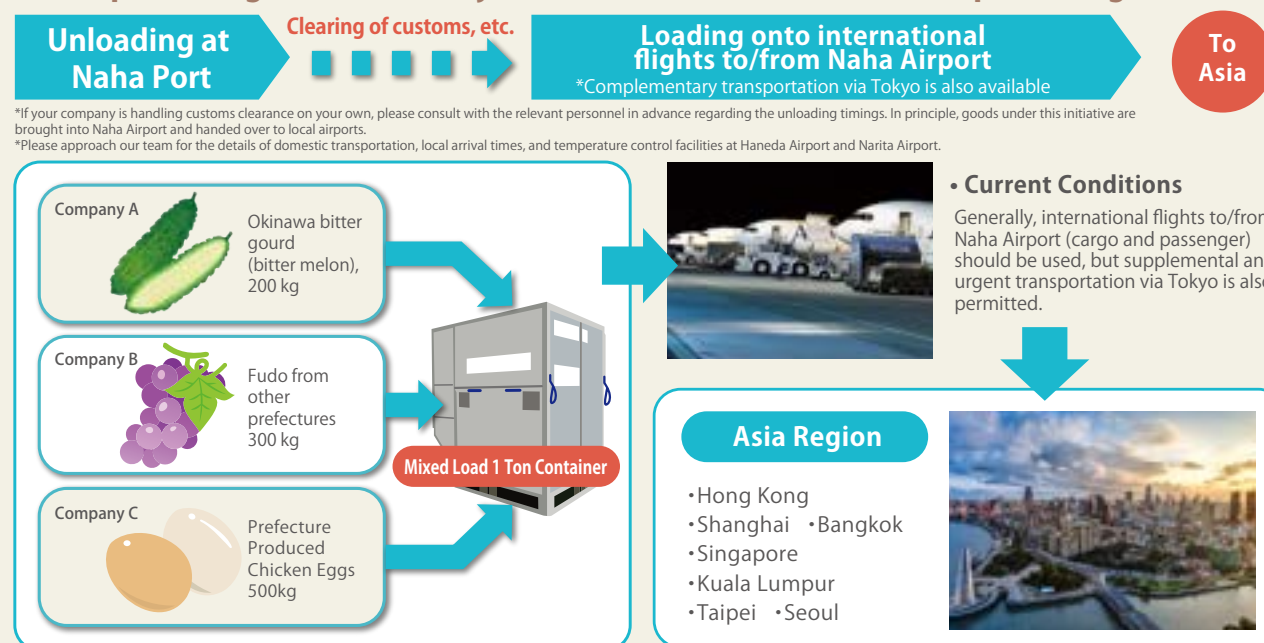 Unloading at
Naha Port
Clearing of customs, etc.
Loading onto international
flights to/from Naha Airport
*Complementary transportation via Tokyo is also available
To
Asia
*If your company is handling customs clearance on your own, please consult with the relevant personnel in advance regarding the unloading timings. In principle, goods under this initiative are
brought into Naha Airport and handed over to local airports.
*Please approach our team for the details of domestic transportation, local arrival times, and temperature control facilities at Haneda Airport and Narita Airport.
Company A
Okinawa bitter
gourd
(bitter melon),
200 kg
Company B
Fudo from
other
prefectures
300 kg
Company C
Prefecture
Produced
Chicken Eggs
500kg
Mixed Load 1 Ton Container
• Current Conditions
Generally, international flights to/from
Naha Airport (cargo and passenger)
should be used, but supplemental an
urgent transportation via Tokyo is also
permitted.
Asia Region
・Hong Kong
・Shanghai ・Bangkok
・Singapore
・Kuala Lumpur
・Taipei ・Seoul